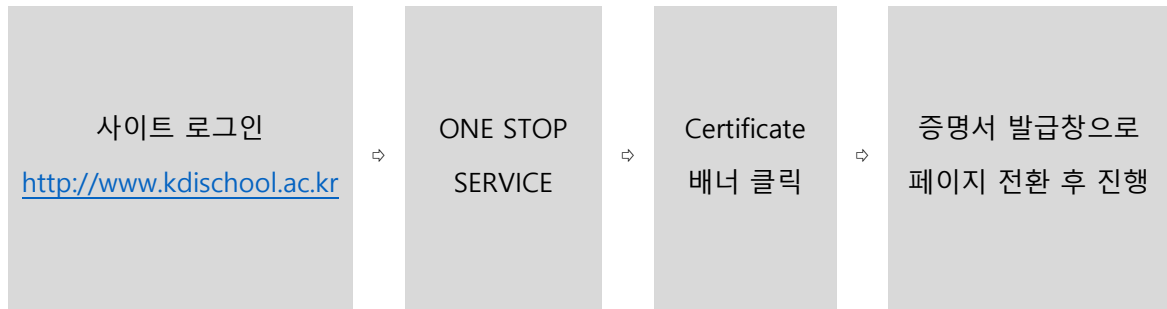 사이트 로그인
http://www.kdischool.ac.kr
⇨
ONE STOP
SERVICE
⇨
Certificate
배너 클릭
⇨
증명서 발급창으로
페이지 전환 후 진행